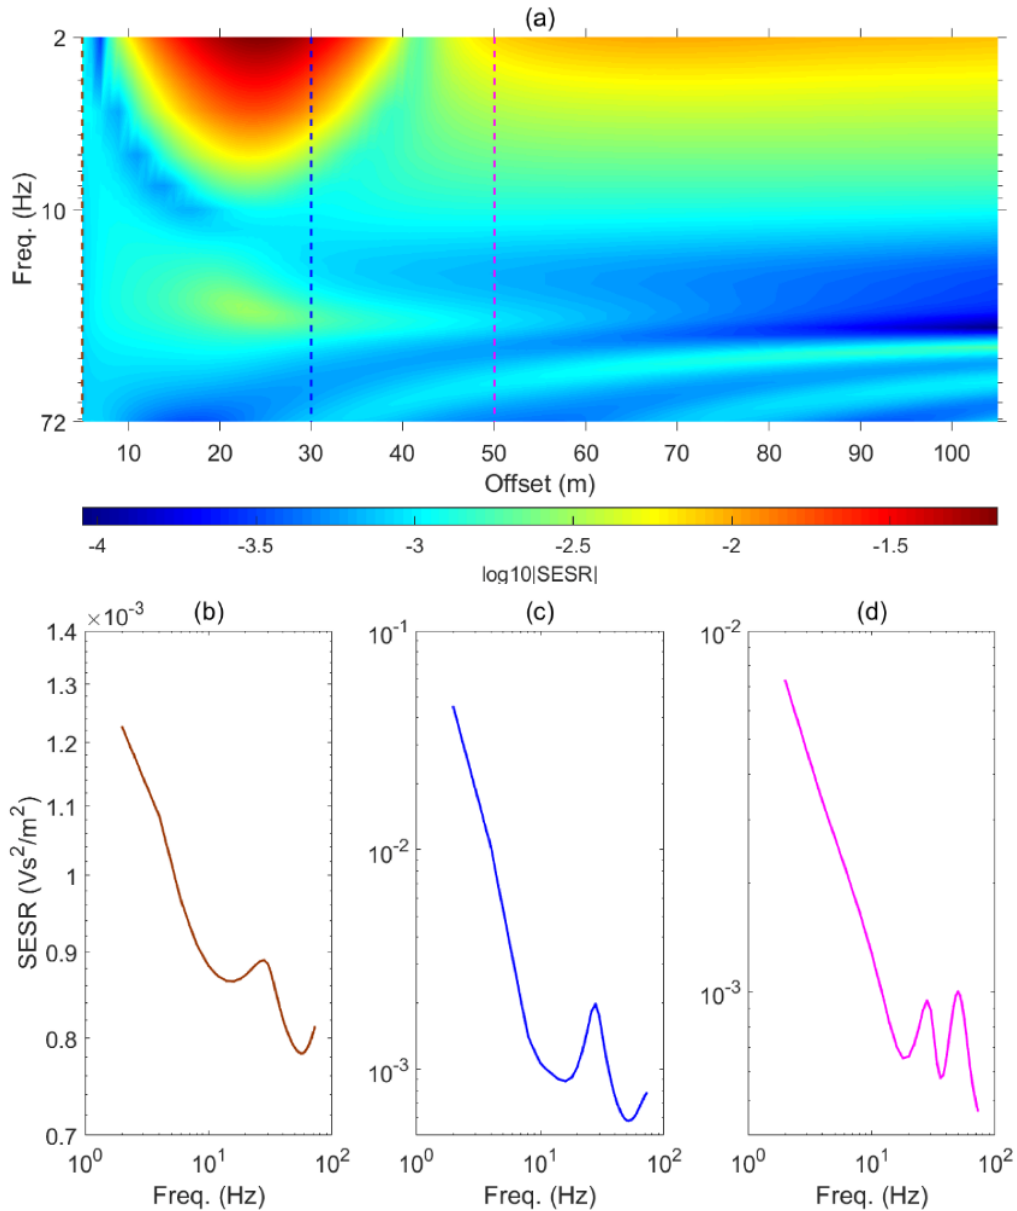 (a)
2
10
72
Freq. (Hz)
10 20 30 40 50 60 70 80 90 100
Offset (m)
-4 -3.5 -3 -2.5 -2 -1.5
log10|SESR|
(b)
×10⁻³
1.4
1.3
1.2
1.1
1
0.9
0.8
0.7
SESR (Vs²/m²)
10⁰ 10¹ 10²
Freq. (Hz)
(c)
10⁻¹
10⁻²
10⁻³
10⁰ 10¹ 10²
Freq. (Hz)
(d)
10⁻²
10⁻³
10⁰ 10¹ 10²
Freq. (Hz)